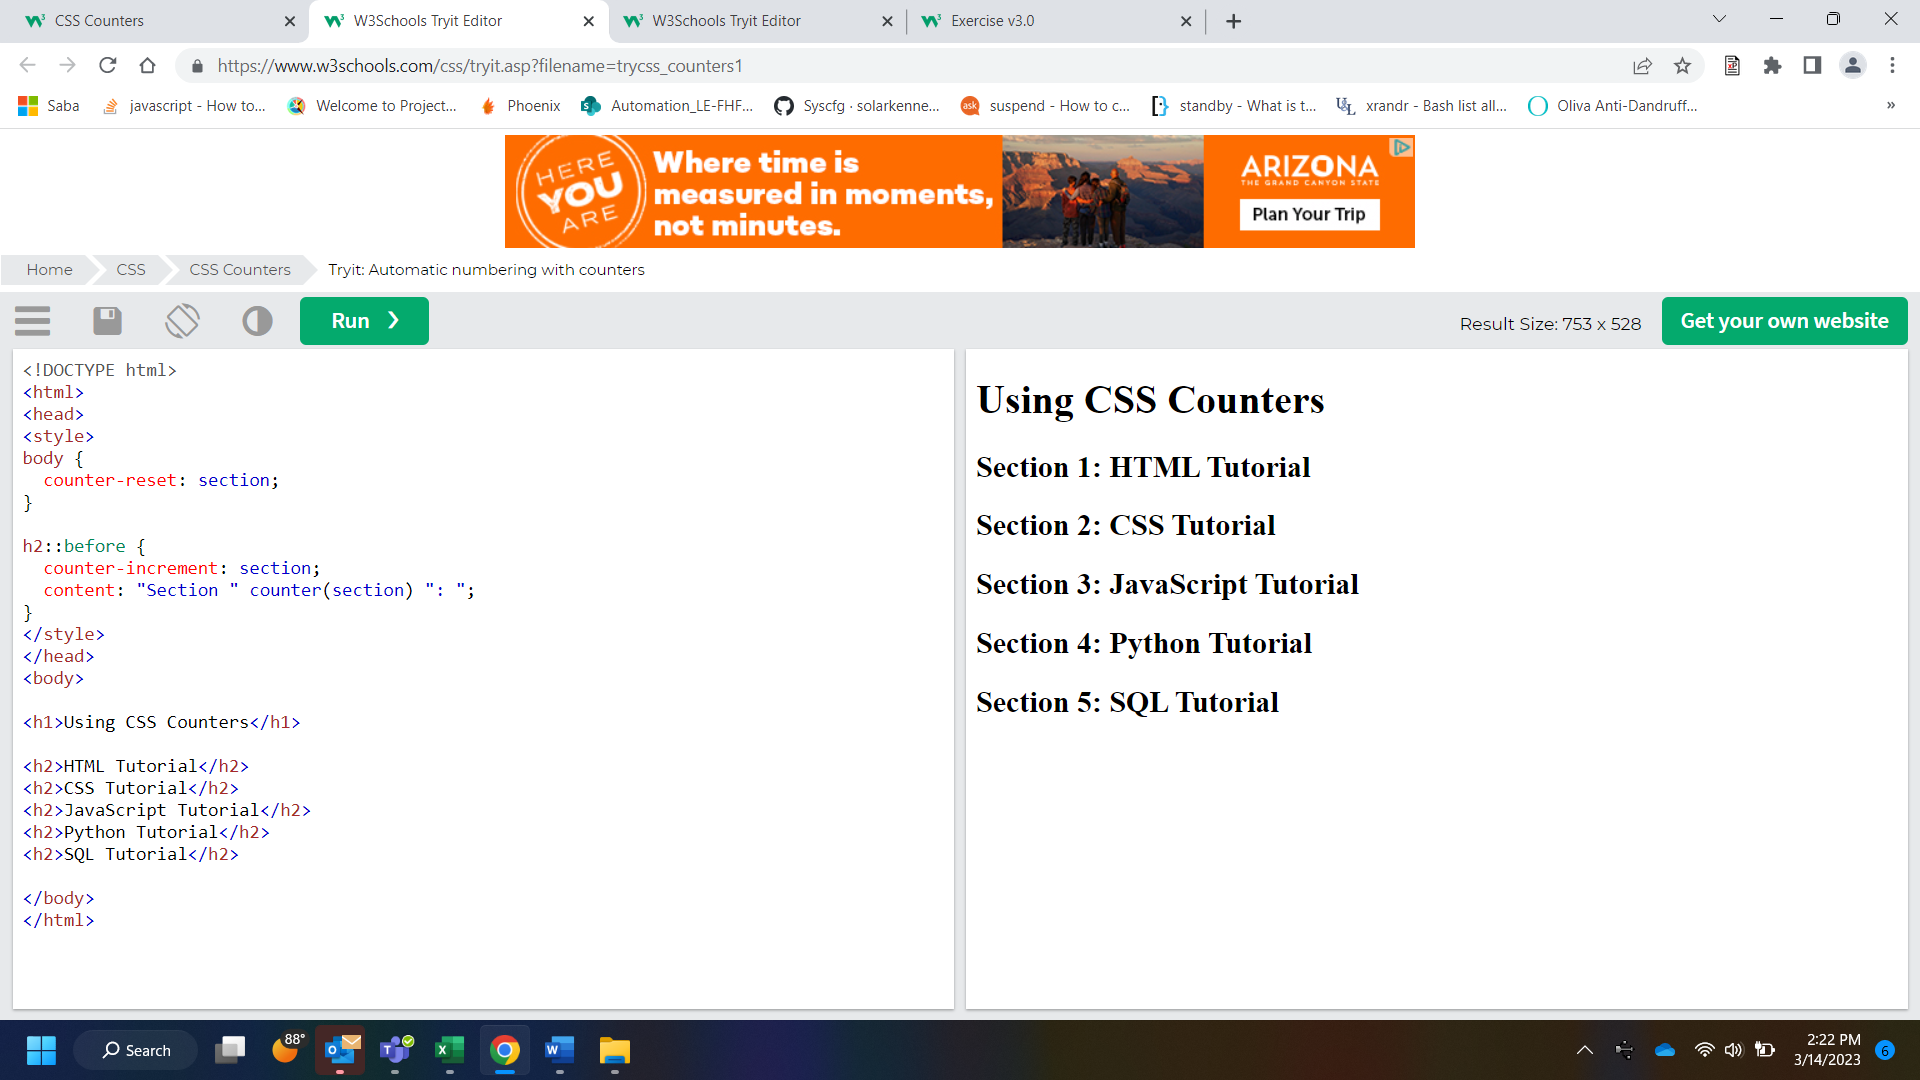 CSS Counters
W3Schools Tryit Editor
W3Schools Tryit Editor
Exercise v3.0
https://www.w3schools.com/css/tryit.asp?filename=trycss_counters1
Saba
javascript - How to...
Welcome to Project...
Phoenix
Automation_LE-FHF...
Syscfg · solarkenne...
ask
suspend - How to c...
standby - What is t...
UL
xrandr - Bash list all...
Oliva Anti-Dandruff...
»
HERE
YOU
ARE
Where time is
measured in moments,
not minutes.
ARIZONA
THE GRAND CANYON STATE
Plan Your Trip
Home
CSS
CSS Counters
Tryit: Automatic numbering with counters
Run ❯
Result Size: 753 x 528
Get your own website
<!DOCTYPE html>
<html>
<head>
<style>
body {
  counter-reset: section;
}
h2::before {
  counter-increment: section;
  content: "Section " counter(section) ": ";
}
</style>
</head>
<body>
<h1>Using CSS Counters</h1>
<h2>HTML Tutorial</h2>
<h2>CSS Tutorial</h2>
<h2>JavaScript Tutorial</h2>
<h2>Python Tutorial</h2>
<h2>SQL Tutorial</h2>
</body>
</html>
Using CSS Counters
Section 1: HTML Tutorial
Section 2: CSS Tutorial
Section 3: JavaScript Tutorial
Section 4: Python Tutorial
Section 5: SQL Tutorial
Search
88°
2:22 PM
3/14/2023
6